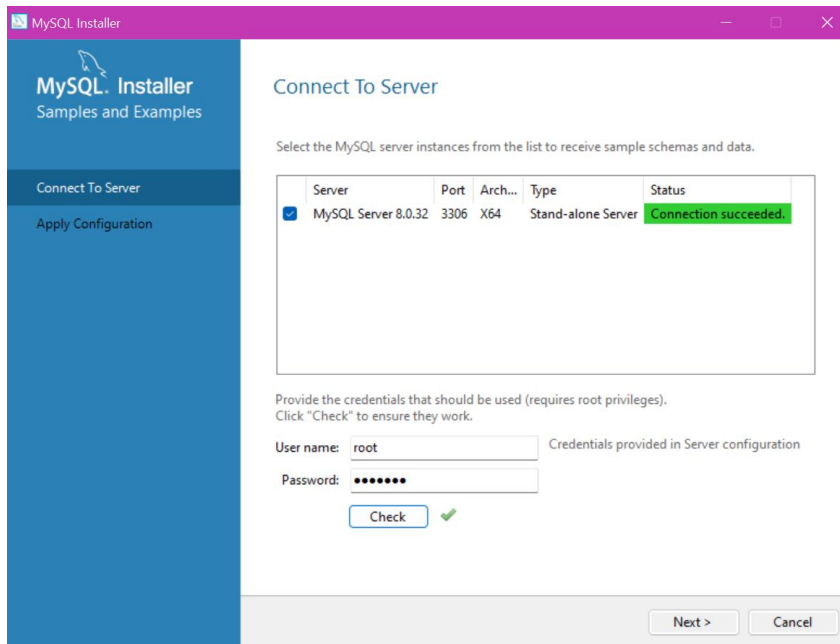 MySQL Installer
MySQL. Installer
Samples and Examples
Connect To Server
Apply Configuration
Connect To Server
Select the MySQL server instances from the list to receive sample schemas and data.
Server Port Arch... Type Status
MySQL Server 8.0.32 3306 X64 Stand-alone Server Connection succeeded.
Provide the credentials that should be used (requires root privileges).
Click "Check" to ensure they work.
User name: root Credentials provided in Server configuration
Password: •••••••
Check
Next > Cancel